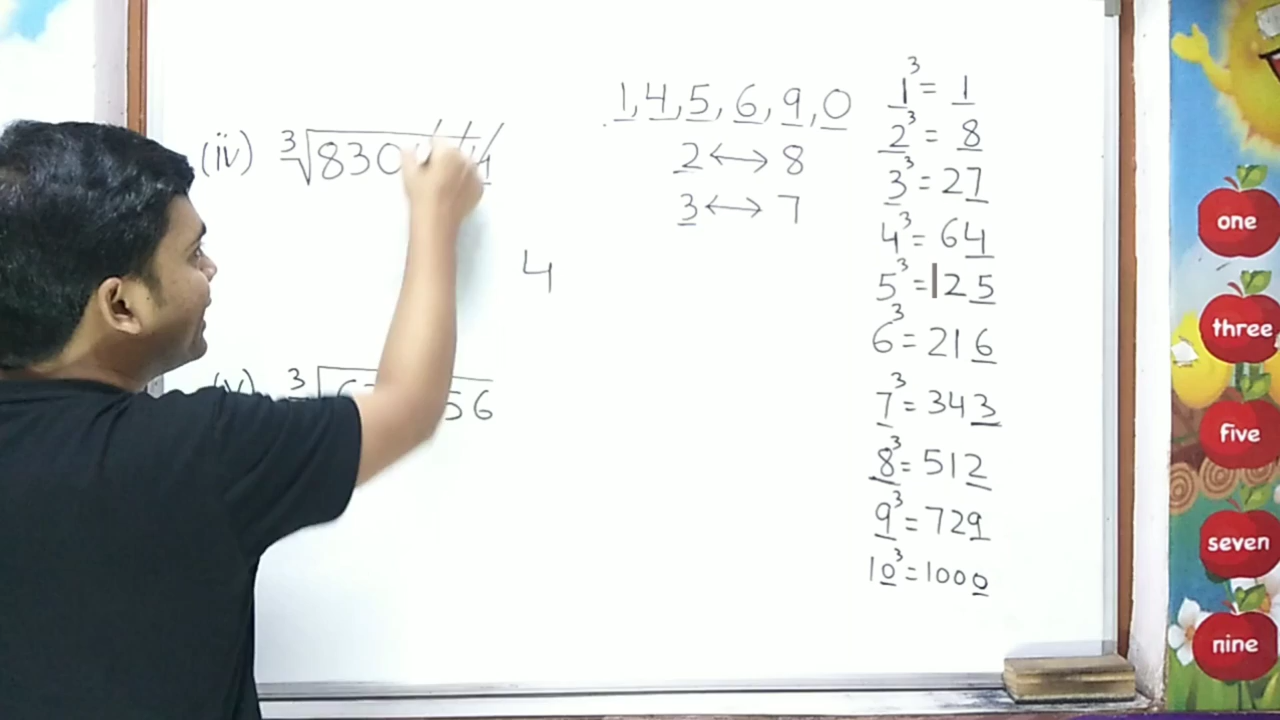 (iv) ∛830
4
56
1, 4, 5, 6, 9, 0
2 ↔ 8
3 ↔ 7
1³ = 1
2³ = 8
3³ = 27
4³ = 64
5³ = 125
6³ = 216
7³ = 343
8³ = 512
9³ = 729
10³ = 1000
one
three
five
seven
nine